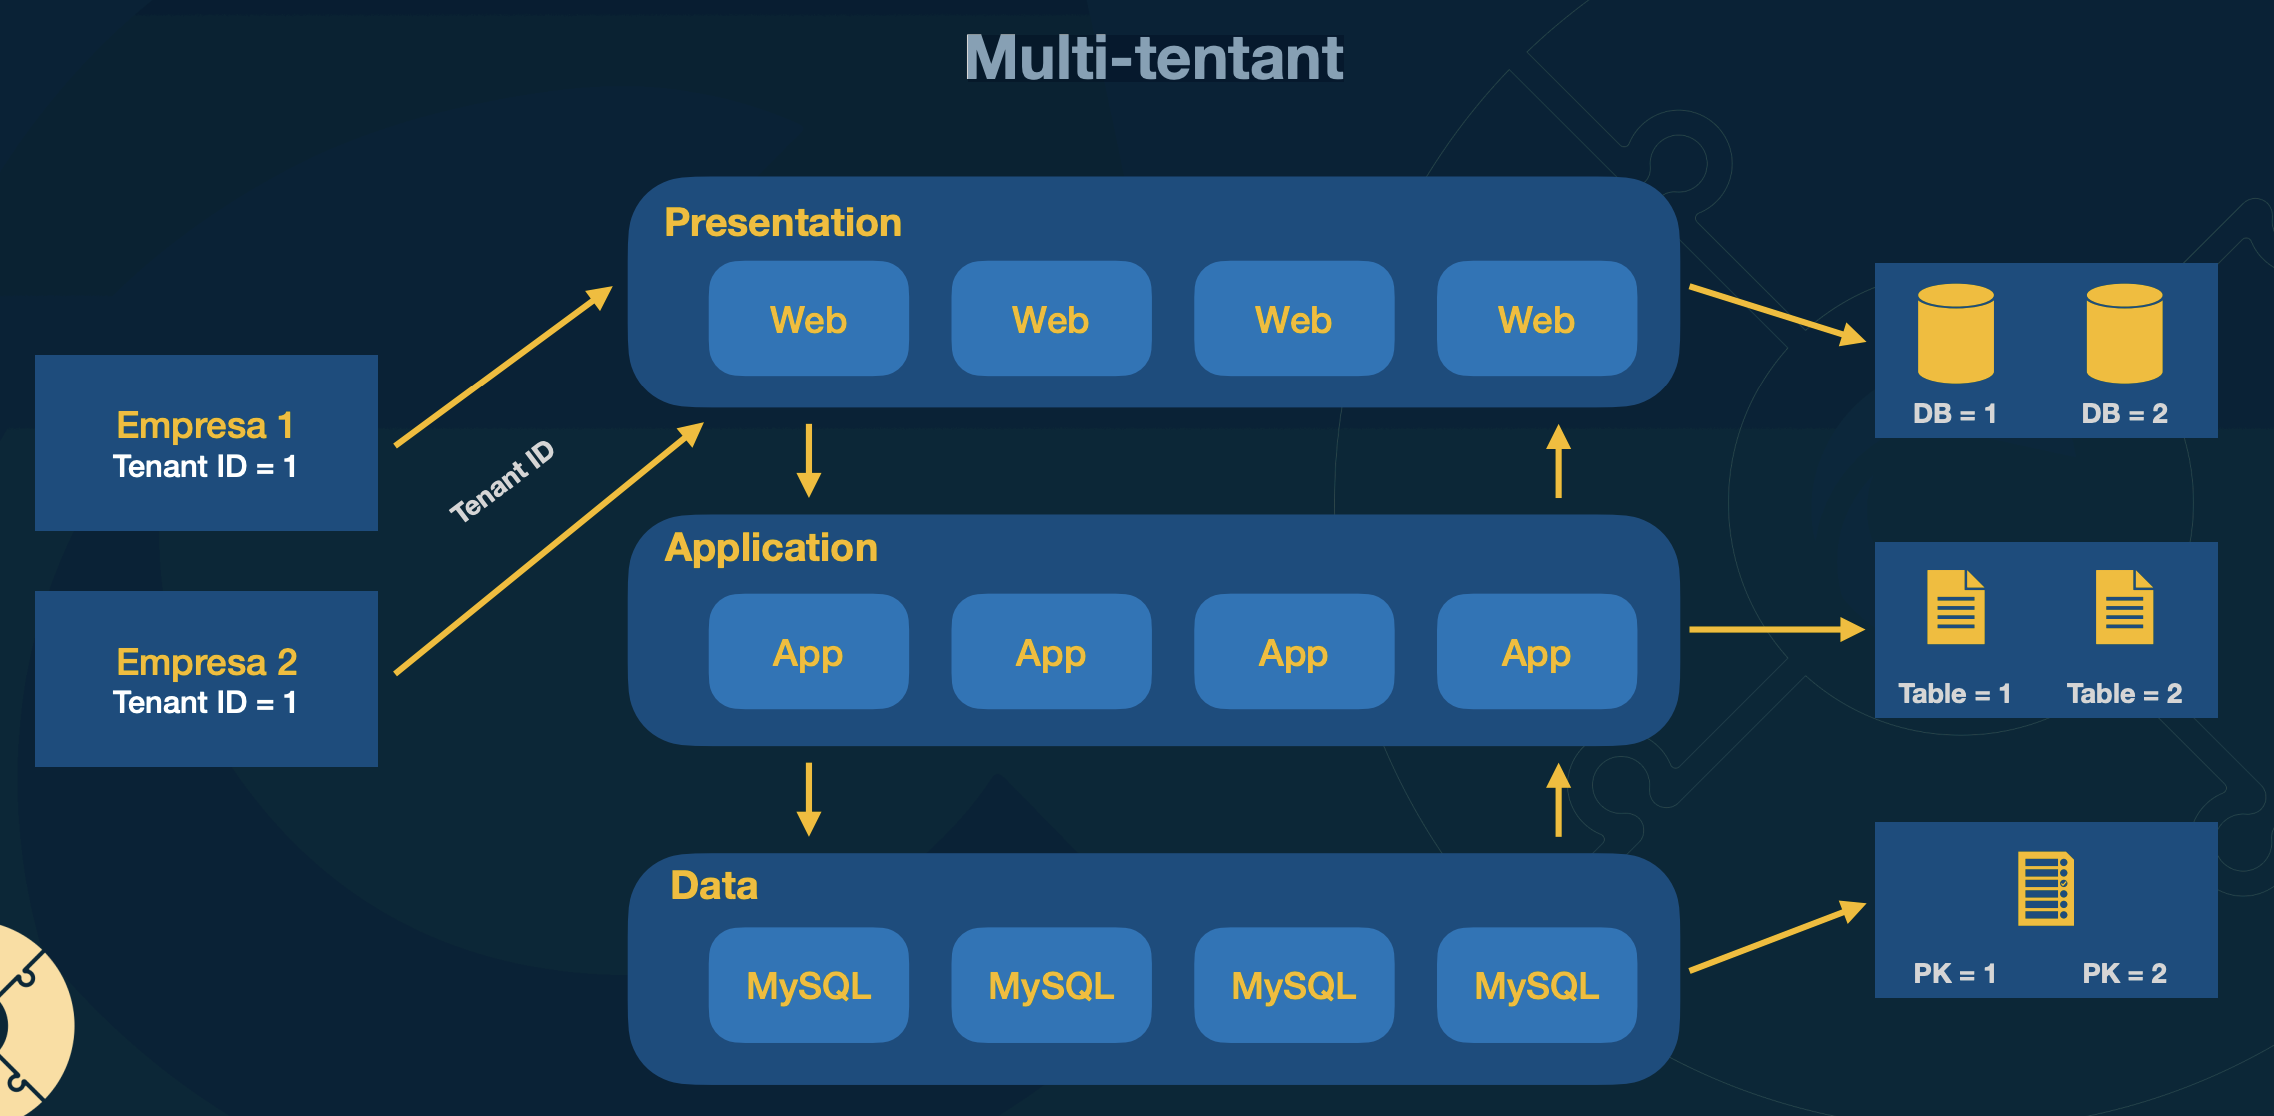 Multi-tentant
Presentation
Web
Web
Web
Web
Empresa 1
Tenant ID = 1
Tenant ID
Empresa 2
Tenant ID = 1
Application
App
App
App
App
Data
MySQL
MySQL
MySQL
MySQL
DB = 1
DB = 2
Table = 1
Table = 2
PK = 1
PK = 2